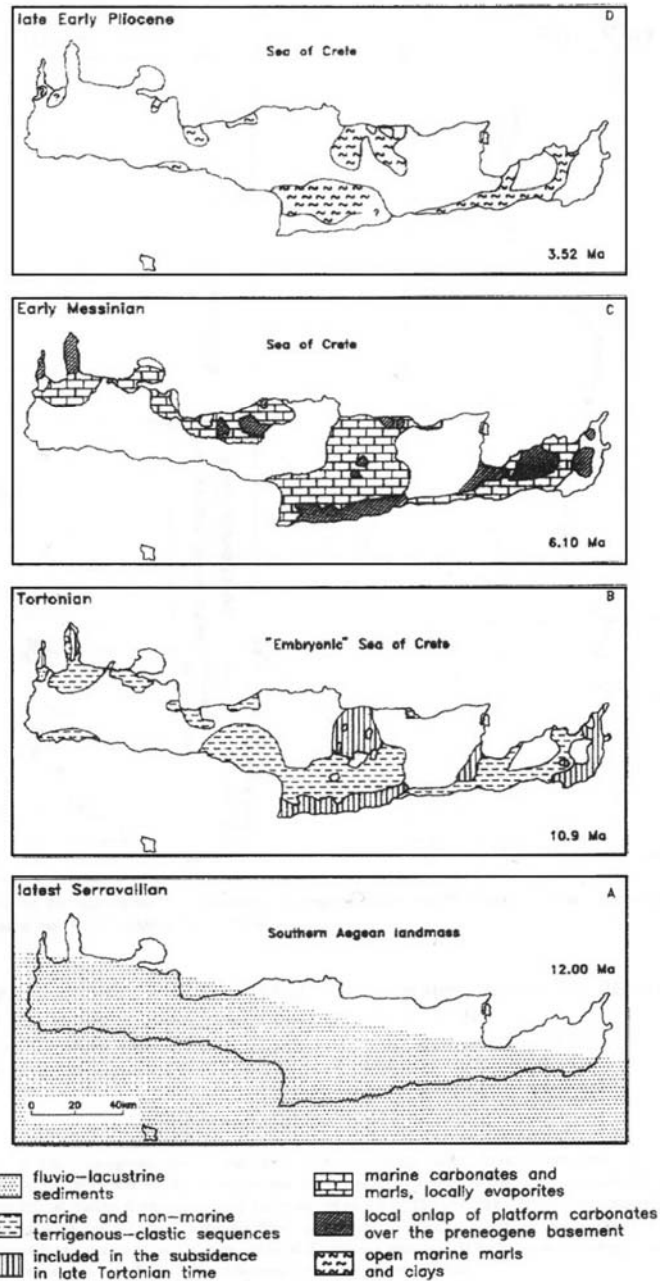 late Early Pliocene
D
Sea of Crete
?
3.52 Ma
Early Messinian
C
Sea of Crete
6.10 Ma
Tortonian
B
"Embryonic" Sea of Crete
10.9 Ma
latest Serravallian
A
Southern Aegean landmass
12.00 Ma
0 20 40km
fluvio-lacustrine
sediments
marine and non-marine
terrigenous-clastic sequences
included in the subsidence
in late Tortonian time
marine carbonates and
marls, locally evaporites
local onlap of platform carbonates
over the preneogene basement
open marine marls
and clays